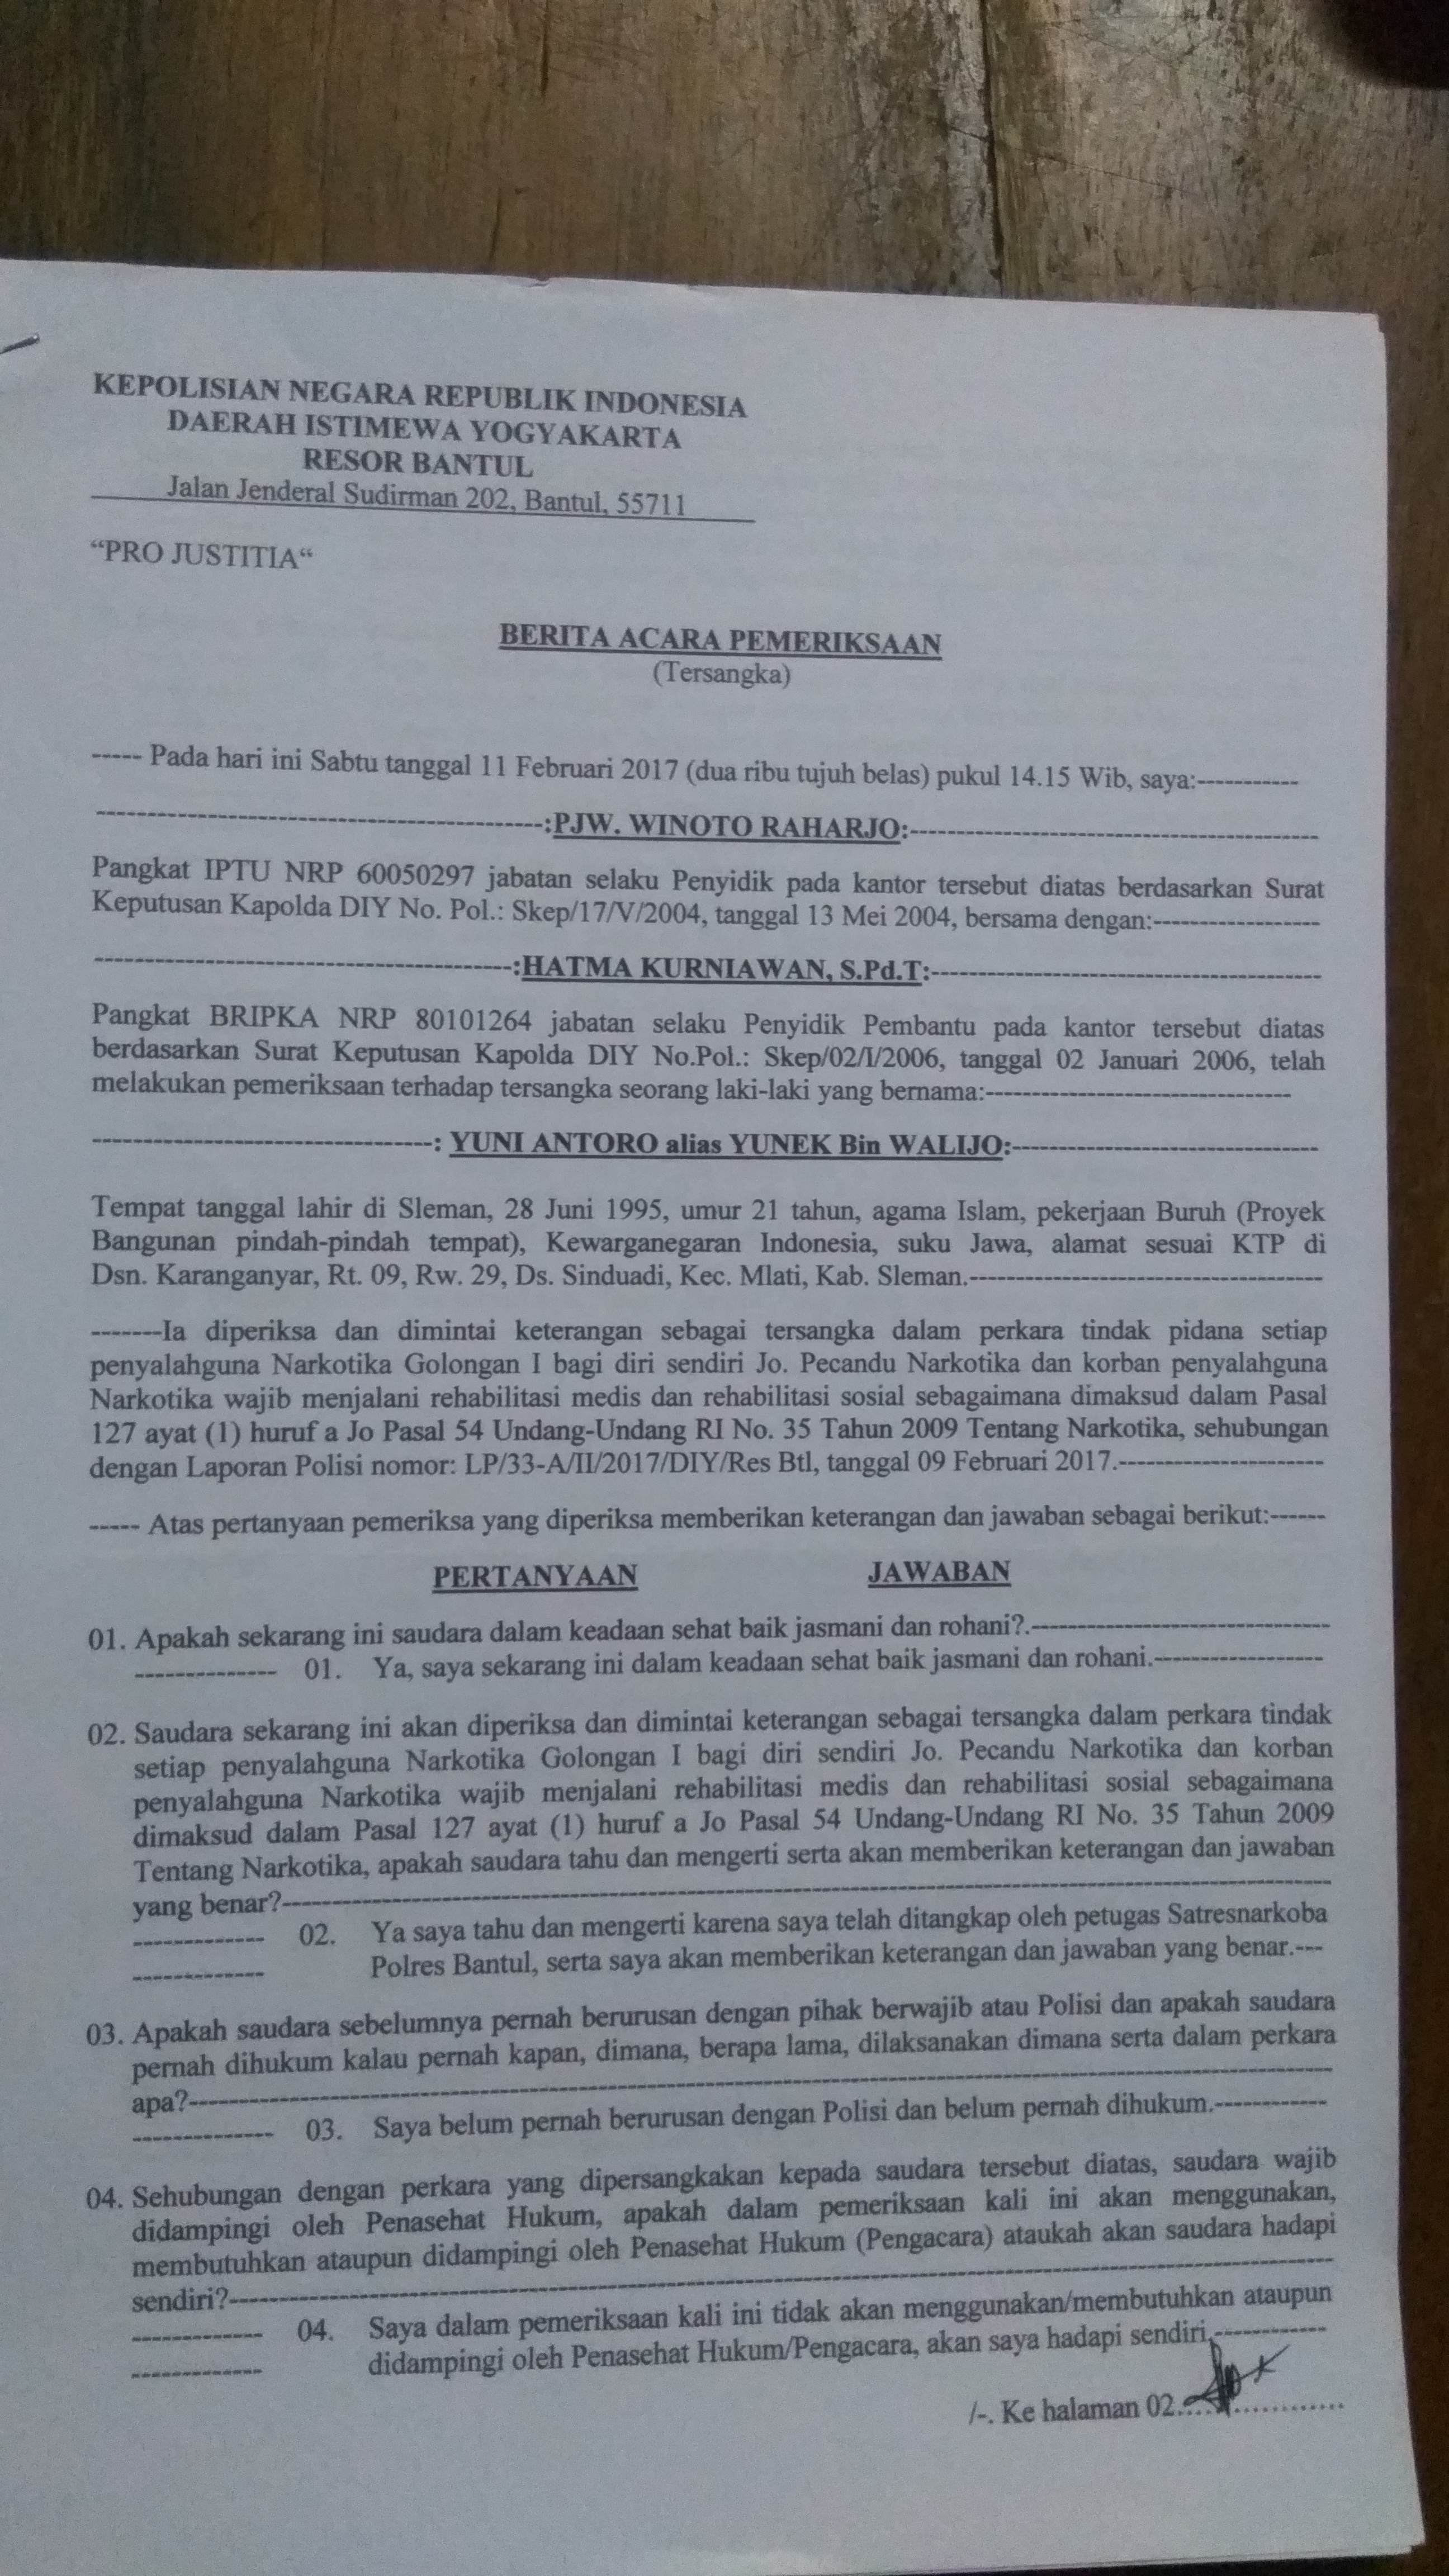 KEPOLISIAN NEGARA REPUBLIK INDONESIA
DAERAH ISTIMEWA YOGYAKARTA
RESOR BANTUL
Jalan Jenderal Sudirman 202, Bantul, 55711
“PRO JUSTITIA“
BERITA ACARA PEMERIKSAAN
(Tersangka)
----- Pada hari ini Sabtu tanggal 11 Februari 2017 (dua ribu tujuh belas) pukul 14.15 Wib, saya:-----------
--------------------------------------------:PJW. WINOTO RAHARJO:----------------------------------------
Pangkat IPTU NRP 60050297 jabatan selaku Penyidik pada kantor tersebut diatas berdasarkan Surat
Keputusan Kapolda DIY No. Pol.: Skep/17/V/2004, tanggal 13 Mei 2004, bersama dengan:------------------
-----------------------------------------:HATMA KURNIAWAN, S.Pd.T:--------------------------------------
Pangkat BRIPKA NRP 80101264 jabatan selaku Penyidik Pembantu pada kantor tersebut diatas
berdasarkan Surat Keputusan Kapolda DIY No.Pol.: Skep/02/I/2006, tanggal 02 Januari 2006, telah
melakukan pemeriksaan terhadap tersangka seorang laki-laki yang bernama:------------------------------
---------------------------------: YUNI ANTORO alias YUNEK Bin WALIJO:------------------------------
Tempat tanggal lahir di Sleman, 28 Juni 1995, umur 21 tahun, agama Islam, pekerjaan Buruh (Proyek
Bangunan pindah-pindah tempat), Kewarganegaran Indonesia, suku Jawa, alamat sesuai KTP di
Dsn. Karanganyar, Rt. 09, Rw. 29, Ds. Sinduadi, Kec. Mlati, Kab. Sleman.-----------------------------------
-------Ia diperiksa dan dimintai keterangan sebagai tersangka dalam perkara tindak pidana setiap
penyalahguna Narkotika Golongan I bagi diri sendiri Jo. Pecandu Narkotika dan korban penyalahguna
Narkotika wajib menjalani rehabilitasi medis dan rehabilitasi sosial sebagaimana dimaksud dalam Pasal
127 ayat (1) huruf a Jo Pasal 54 Undang-Undang RI No. 35 Tahun 2009 Tentang Narkotika, sehubungan
dengan Laporan Polisi nomor: LP/33-A/II/2017/DIY/Res Btl, tanggal 09 Februari 2017.--------------------
----- Atas pertanyaan pemeriksa yang diperiksa memberikan keterangan dan jawaban sebagai berikut:------
PERTANYAAN JAWABAN
01. Apakah sekarang ini saudara dalam keadaan sehat baik jasmani dan rohani?.-----------------------------
-------------- 01. Ya, saya sekarang ini dalam keadaan sehat baik jasmani dan rohani.-----------------
02. Saudara sekarang ini akan diperiksa dan dimintai keterangan sebagai tersangka dalam perkara tindak
setiap penyalahguna Narkotika Golongan I bagi diri sendiri Jo. Pecandu Narkotika dan korban
penyalahguna Narkotika wajib menjalani rehabilitasi medis dan rehabilitasi sosial sebagaimana
dimaksud dalam Pasal 127 ayat (1) huruf a Jo Pasal 54 Undang-Undang RI No. 35 Tahun 2009
Tentang Narkotika, apakah saudara tahu dan mengerti serta akan memberikan keterangan dan jawaban
yang benar?-----------------------------------------------------------------------------------------------------
------------- 02. Ya saya tahu dan mengerti karena saya telah ditangkap oleh petugas Satresnarkoba
------------- Polres Bantul, serta saya akan memberikan keterangan dan jawaban yang benar.---
03. Apakah saudara sebelumnya pernah berurusan dengan pihak berwajib atau Polisi dan apakah saudara
pernah dihukum kalau pernah kapan, dimana, berapa lama, dilaksanakan dimana serta dalam perkara
apa?--------------------------------------------------------------------------------------------------------------
-------------- 03. Saya belum pernah berurusan dengan Polisi dan belum pernah dihukum.------------
04. Sehubungan dengan perkara yang dipersangkakan kepada saudara tersebut diatas, saudara wajib
didampingi oleh Penasehat Hukum, apakah dalam pemeriksaan kali ini akan menggunakan,
membutuhkan ataupun didampingi oleh Penasehat Hukum (Pengacara) ataukah akan saudara hadapi
sendiri?----------------------------------------------------------------------------------------------------------
------------- 04. Saya dalam pemeriksaan kali ini tidak akan menggunakan/membutuhkan ataupun
------------- didampingi oleh Penasehat Hukum/Pengacara, akan saya hadapi sendiri.------------
/-. Ke halaman 02....................